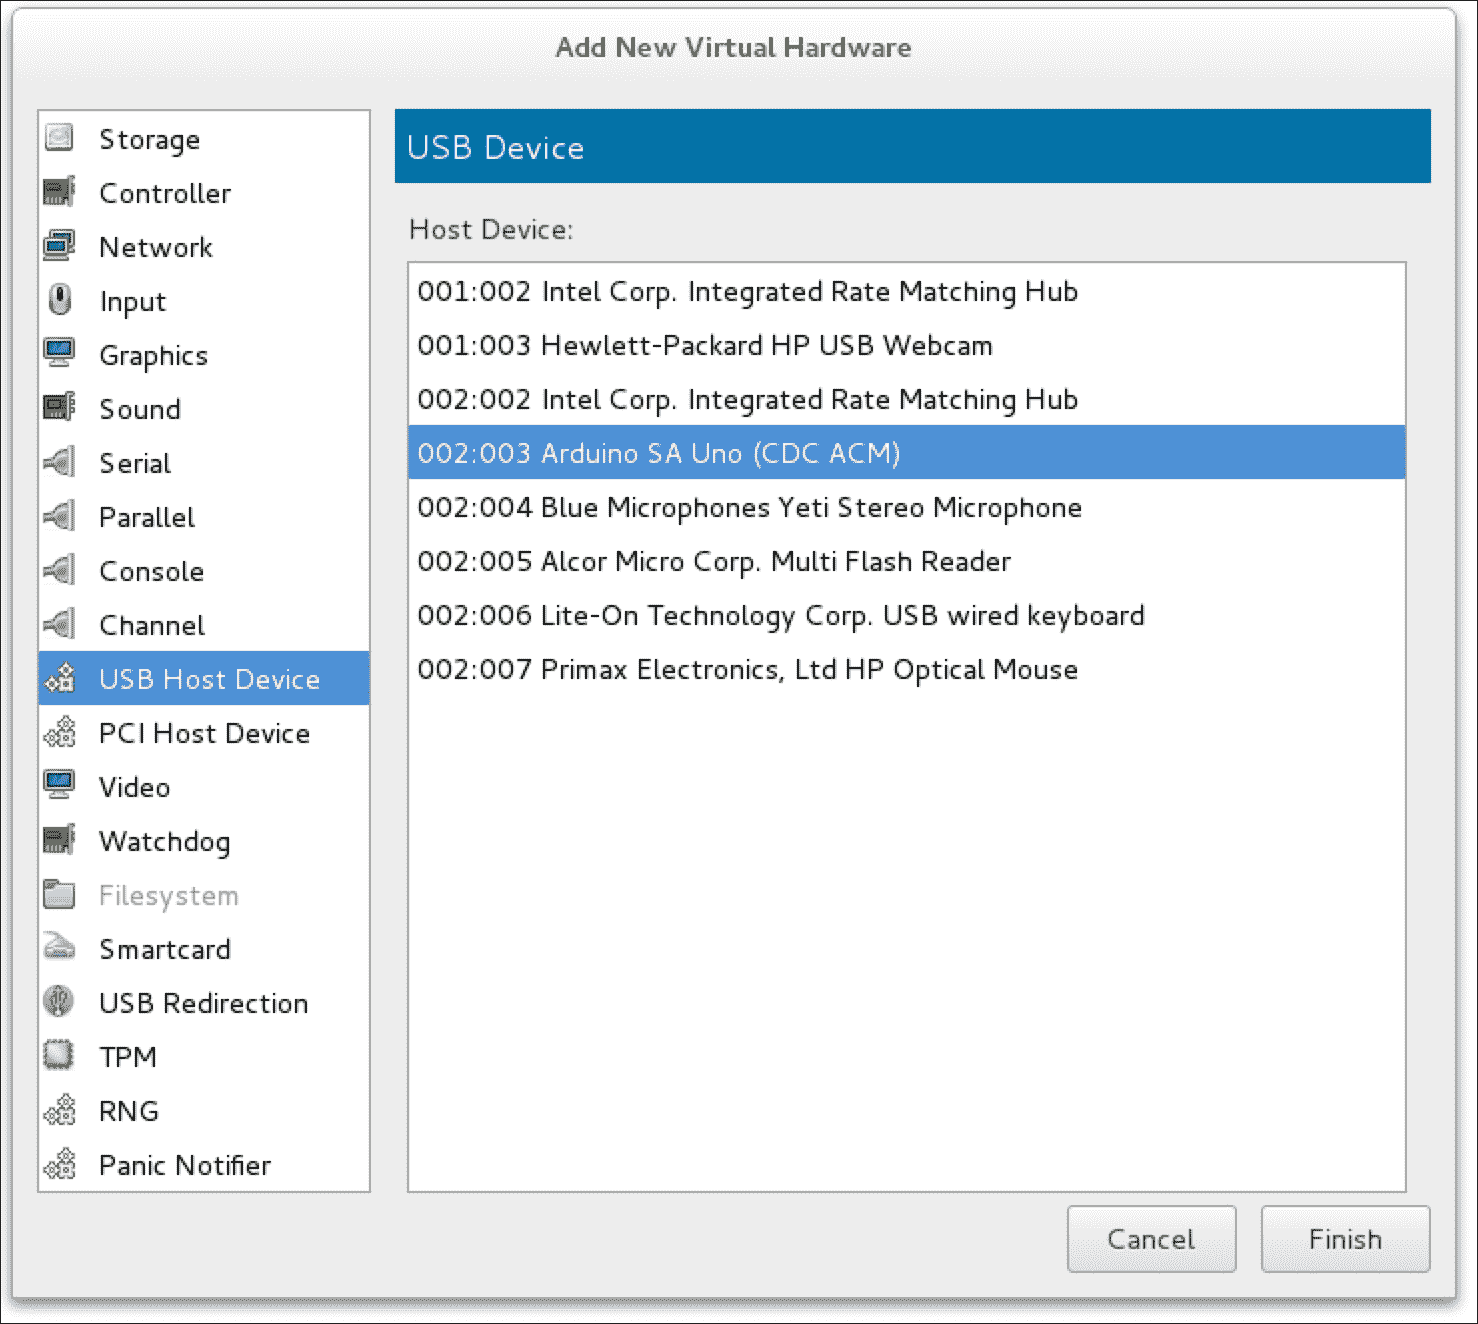 Add New Virtual Hardware
Storage
Controller
Network
Input
Graphics
Sound
Serial
Parallel
Console
Channel
USB Host Device
PCI Host Device
Video
Watchdog
Filesystem
Smartcard
USB Redirection
TPM
RNG
Panic Notifier
USB Device
Host Device:
001:002 Intel Corp. Integrated Rate Matching Hub
001:003 Hewlett-Packard HP USB Webcam
002:002 Intel Corp. Integrated Rate Matching Hub
002:003 Arduino SA Uno (CDC ACM)
002:004 Blue Microphones Yeti Stereo Microphone
002:005 Alcor Micro Corp. Multi Flash Reader
002:006 Lite-On Technology Corp. USB wired keyboard
002:007 Primax Electronics, Ltd HP Optical Mouse
Cancel
Finish